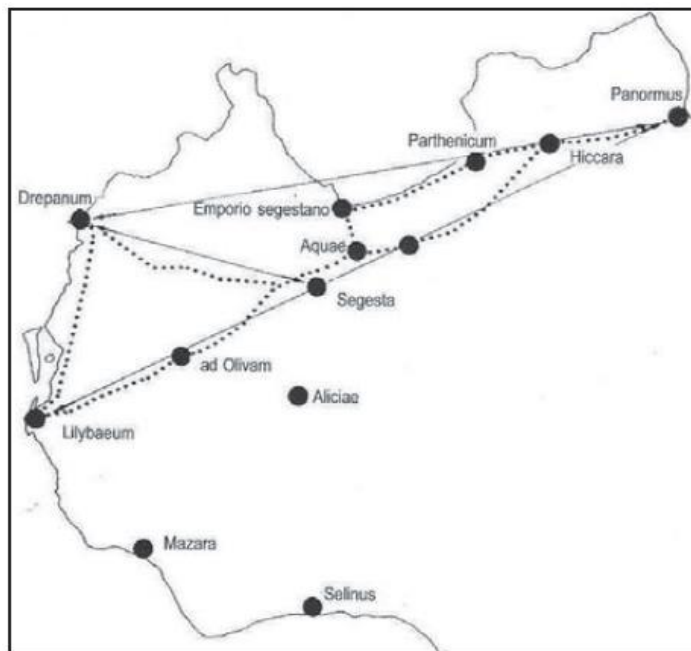 Panormus
Parthenicum
Hiccara
Drepanum
Emporio segestano
Aquae
Segesta
ad Olivam
Aliciae
Lilybaeum
Mazara
Selinus